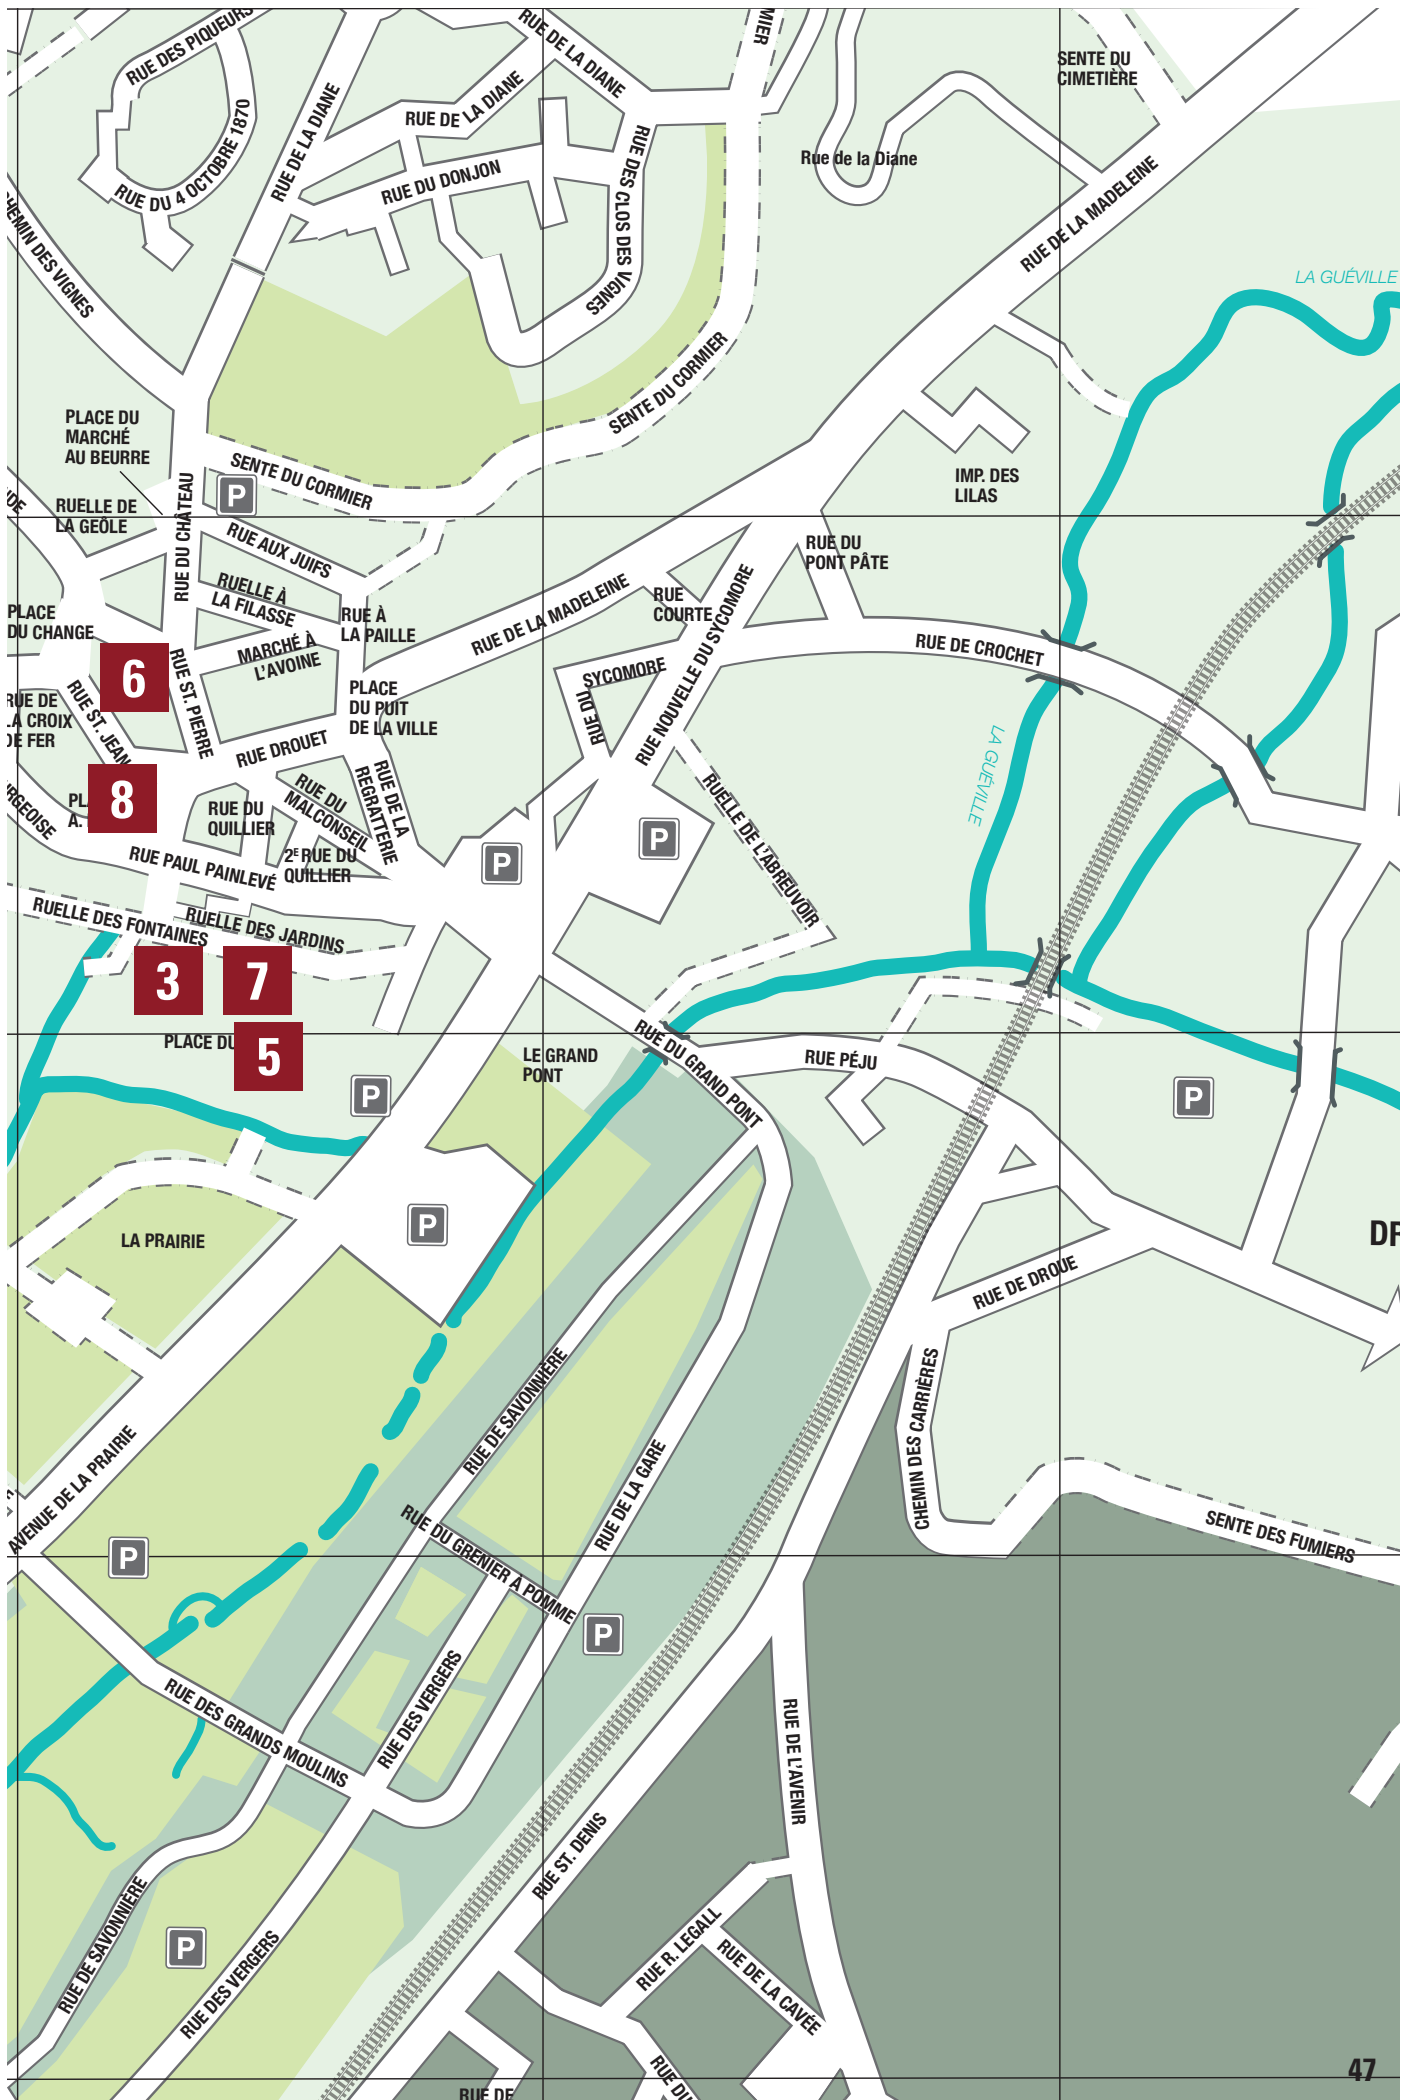 RUE DES PIQUEURS
RUE DE LA DIANE
MIER
SENTE DU
CIMETIÈRE
RUE DE LA DIANE
RUE DE LA DIANE
RUE DU 4 OCTOBRE 1870
RUE DU DONJON
RUE DES CLOS DES VIGNES
Rue de la Diane
RUE DE LA MADELEINE
HEMIN DES VIGNES
LA GUÉVILLE
SENTE DU CORMIER
PLACE DU
MARCHÉ
AU BEURRE
SENTE DU CORMIER
P
IMP. DES
LILAS
RUELLE DE
LA GEÔLE
RUE DU CHÂTEAU
RUE AUX JUIFS
RUE DU
PONT PÂTE
RUELLE À
LA FILASSE
RUE À
LA PAILLE
RUE DE LA MADELEINE
RUE
COURTE
RUE NOUVELLE DU SYCOMORE
PLACE
DU CHANGE
MARCHÉ À
L'AVOINE
RUE DE CROCHET
6
RUE ST. PIERRE
RUE DU
SYCOMORE
RUE DE
LA CROIX
DE FER
RUE ST. JEAN
PLACE
DU PUIT
DE LA VILLE
RUE DROUET
LA GUÉVILLE
8
RUE DU
MALCONSEIL
RUE DE LA
REGRATTERIE
RUELLE DE L'ABREUVOIR
PL
A.
RGEOISE
RUE DU
QUILLIER
2E RUE DU
QUILLIER
P
P
RUE PAUL PAINLEVÉ
RUELLE DES FONTAINES
RUELLE DES JARDINS
3
7
PLACE DU
5
LE GRAND
PONT
RUE DU GRAND PONT
RUE PÉJU
P
P
P
LA PRAIRIE
DR
RUE DE DROUE
RUE DE SAVONNIÈRE
CHEMIN DES CARRIÈRES
AVENUE DE LA PRAIRIE
RUE DE LA GARE
SENTE DES FUMIERS
P
RUE DU GRENIER À POMME
P
RUE DES GRANDS MOULINS
RUE DES VERGERS
RUE DE L'AVENIR
RUE ST. DENIS
RUE DE SAVONNIÈRE
P
RUE DES VERGERS
RUE R. LEGALL
RUE DE LA CAVÉE
RUE DU
RUE DE
47